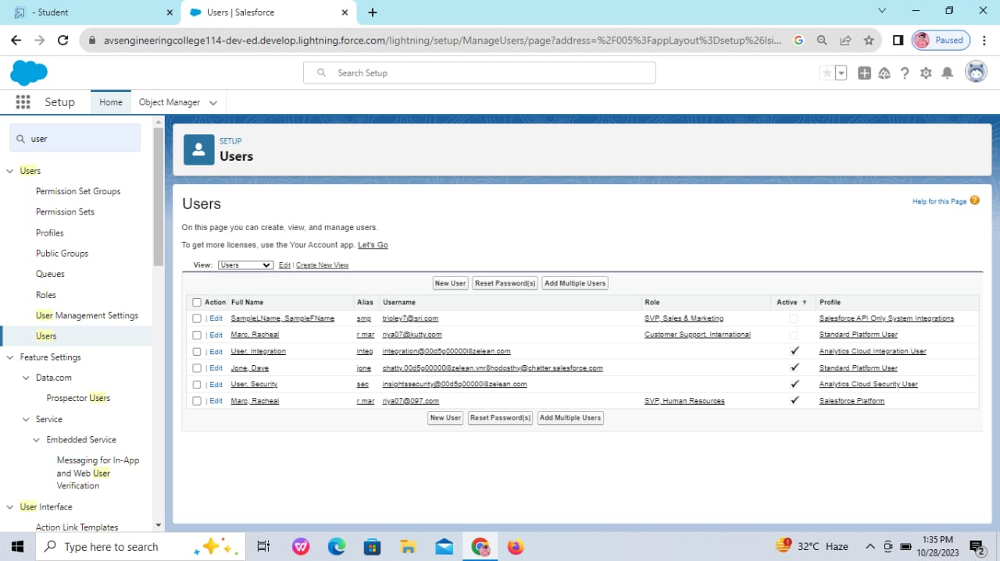 - Student
Users | Salesforce
avsengineeringcollege114-dev-ed.develop.lightning.force.com/lightning/setup/ManageUsers/page?address=%2F005%3FappLayout%3Dsetup%26Isi...
Paused
Search Setup
Setup
Home
Object Manager
user
Users
Permission Set Groups
Permission Sets
Profiles
Public Groups
Queues
Roles
User Management Settings
Users
Feature Settings
Data.com
Prospector Users
Service
Embedded Service
Messaging for In-App
and Web User
Verification
User Interface
Action Link Templates
SETUP
Users
Users
Help for this Page
On this page you can create, view, and manage users.
To get more licenses, use the Your Account app. Let's Go
View: Users Edit | Create New View
New User Reset Password(s) Add Multiple Users
Action Full Name Alias Username Role Active Profile
| Edit SampleLName, SampleFName smp trioley7@sri.com SVP, Sales & Marketing Salesforce API Only System Integrations
| Edit Marc, Racheal r mar riya07@kutty.com Customer Support, International Standard Platform User
| Edit User, Integration integ integration@00d5g00000l8zelean.com Analytics Cloud Integration User
| Edit Jone, Dave jone chatty.00d5g00000l8zelean.vnr8hodosthy@chatter.salesforce.com Standard Platform User
| Edit User, Security sec insightssecurity@00d5g00000l8zelean.com Analytics Cloud Security User
| Edit Marc, Racheal r mar riya07@097.com SVP, Human Resources Salesforce Platform
New User Reset Password(s) Add Multiple Users
Type here to search
32°C Haze
1:35 PM
10/28/2023
2